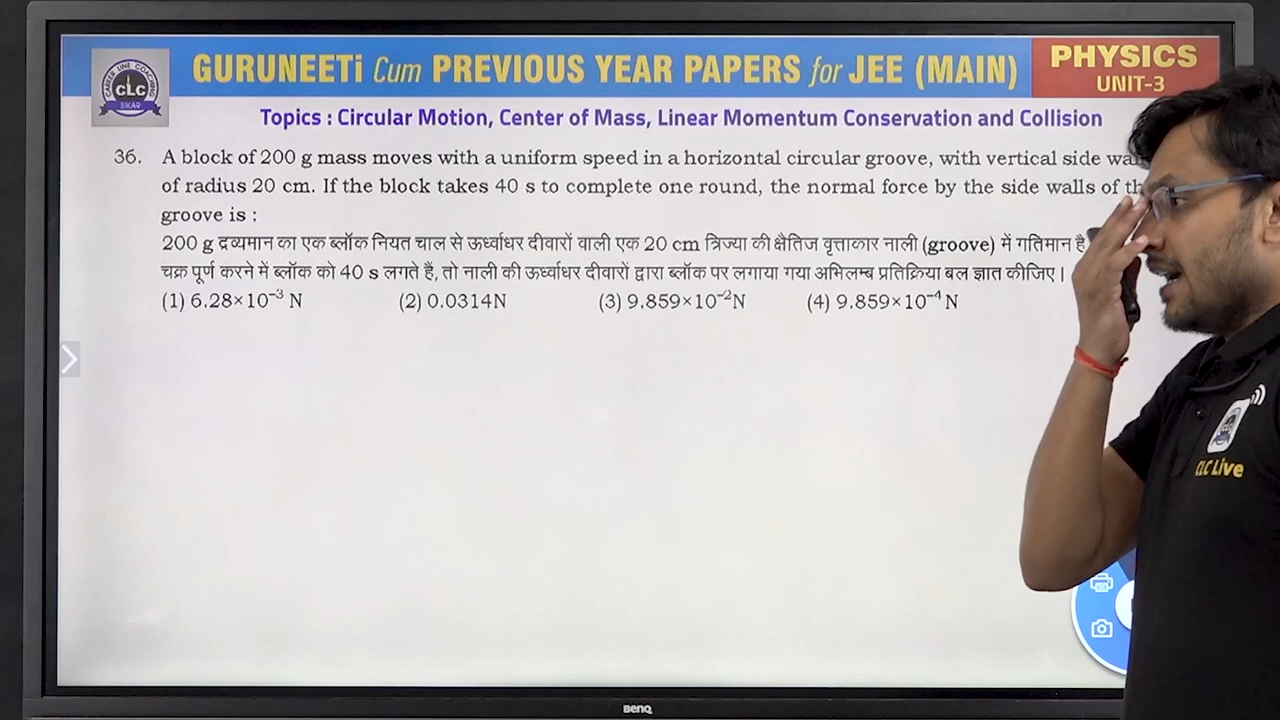 GURUNEETi Cum PREVIOUS YEAR PAPERS for JEE (MAIN)
PHYSICS
UNIT-3
CAREER LINE COACHING
CLC
SIKAR
Topics : Circular Motion, Center of Mass, Linear Momentum Conservation and Collision
36. A block of 200 g mass moves with a uniform speed in a horizontal circular groove, with vertical side
of radius 20 cm. If the block takes 40 s to complete one round, the normal force by the side walls of
groove is :
200 g द्रव्यमान का एक ब्लॉक नियत चाल से ऊर्ध्वाधर दीवारों वाली एक 20 cm त्रिज्या की क्षैतिज वृत्ताकार नाली (groove) में गतिमान है
चक्र पूर्ण करने में ब्लॉक को 40 s लगते हैं, तो नाली की ऊर्ध्वाधर दीवारों द्वारा ब्लॉक पर लगाया गया अभिलम्ब प्रतिक्रिया बल ज्ञात कीजिए।
(1) 6.28×10⁻³ N (2) 0.0314N (3) 9.859×10⁻²N (4) 9.859×10⁻⁴ N
CLC Live
BenQ